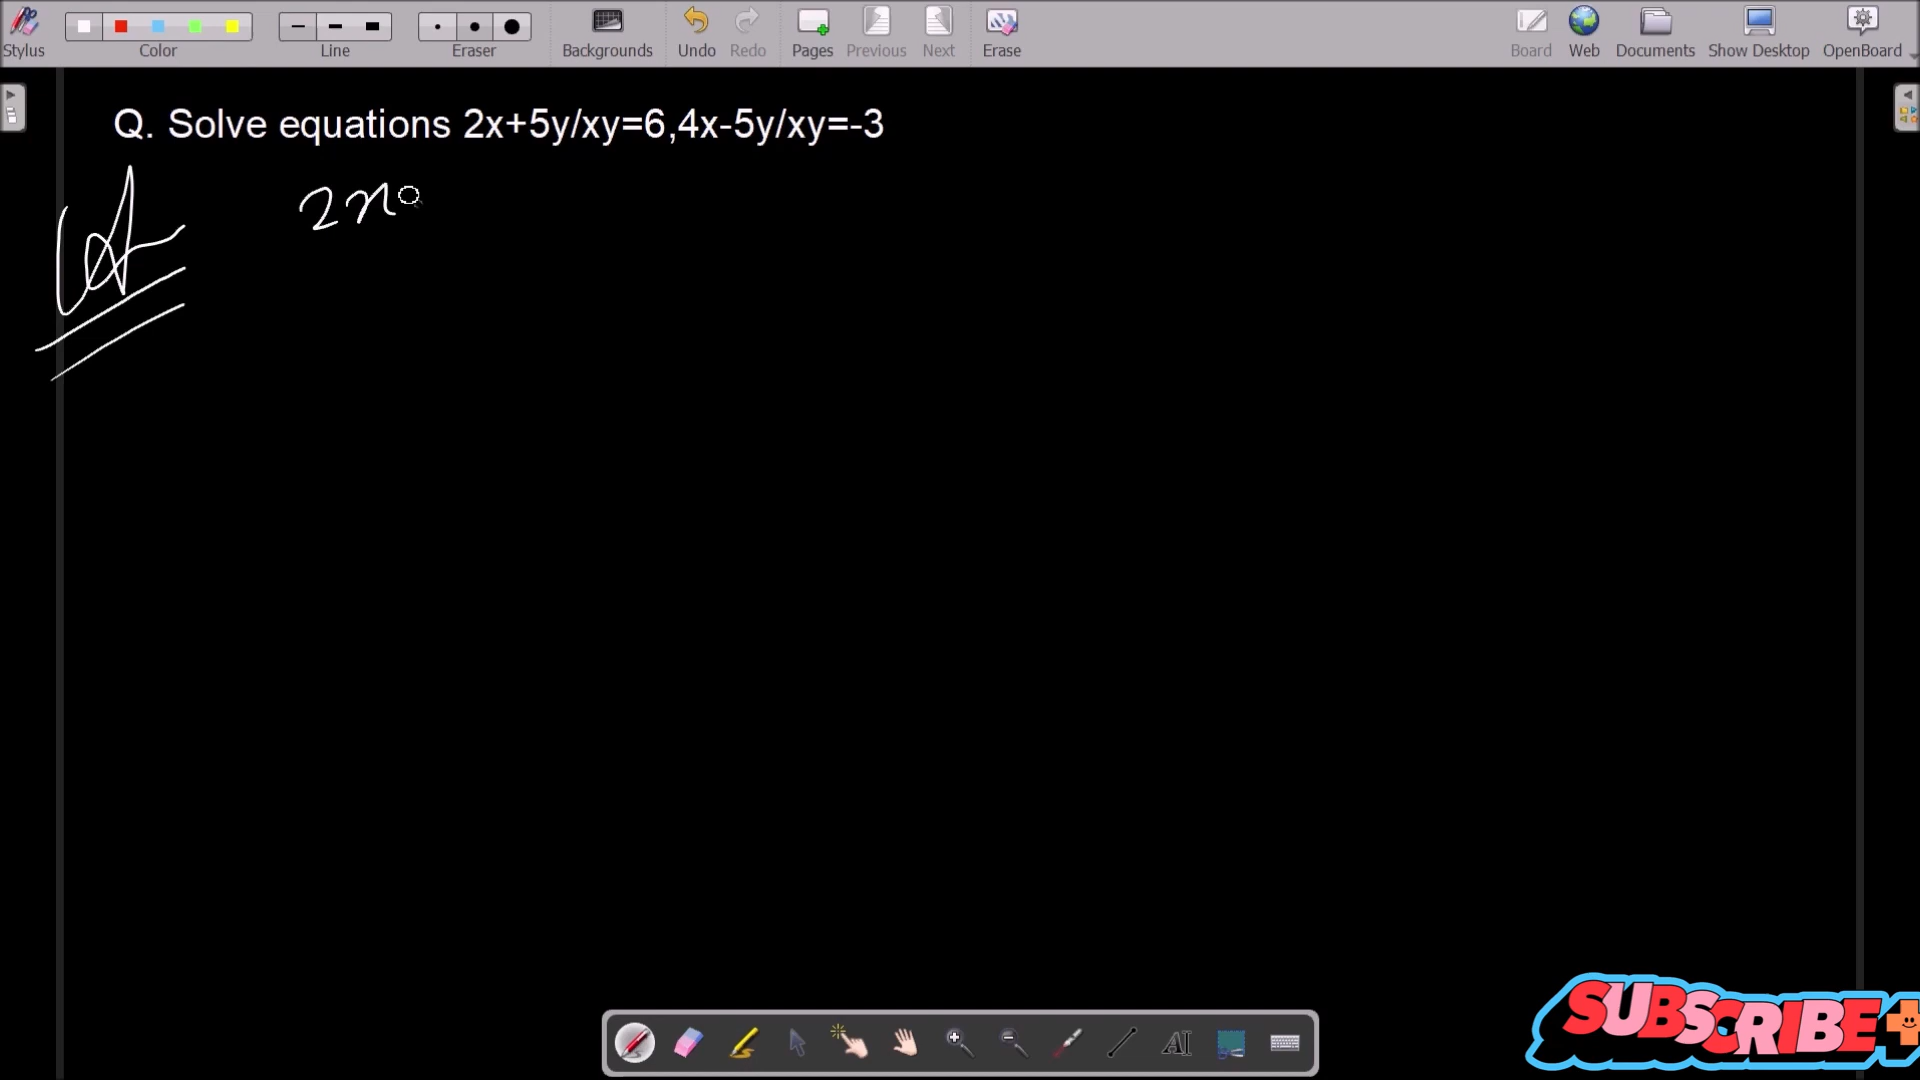 Stylus Color Line Eraser Backgrounds Undo Redo Pages Previous Next Erase Board Web Documents Show Desktop OpenBoard
Q. Solve equations 2x+5y/xy=6,4x-5y/xy=-3
2x
AI
SUBSCRIBE